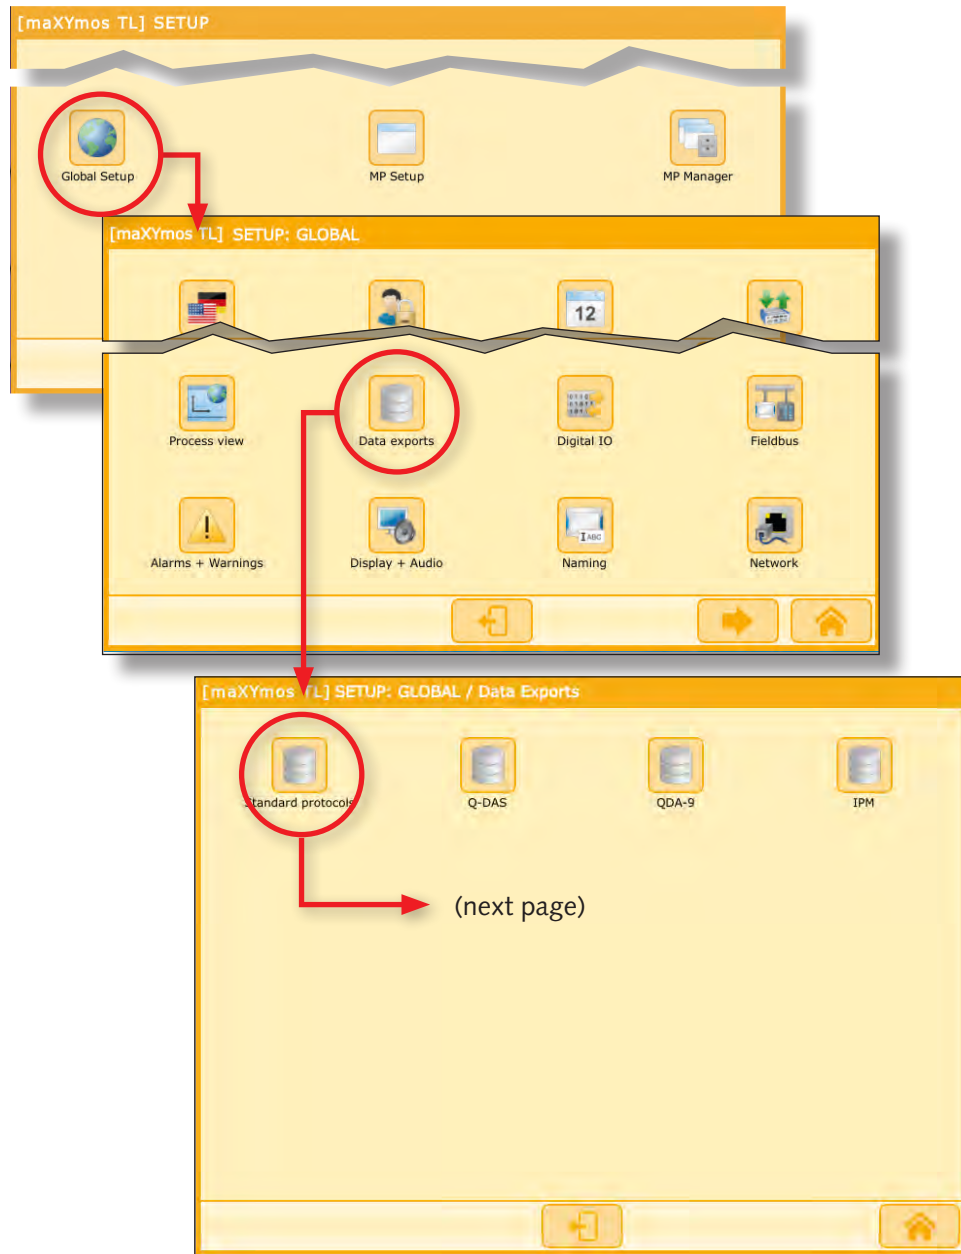 [maXYmos TL] SETUP
Global Setup
MP Setup
MP Manager
[maXYmos TL] SETUP: GLOBAL
12
Process view
Data exports
Digital IO
Fieldbus
Alarms + Warnings
Display + Audio
Naming
Network
[maXYmos TL] SETUP: GLOBAL / Data Exports
Standard protocols
Q-DAS
QDA-9
IPM
(next page)